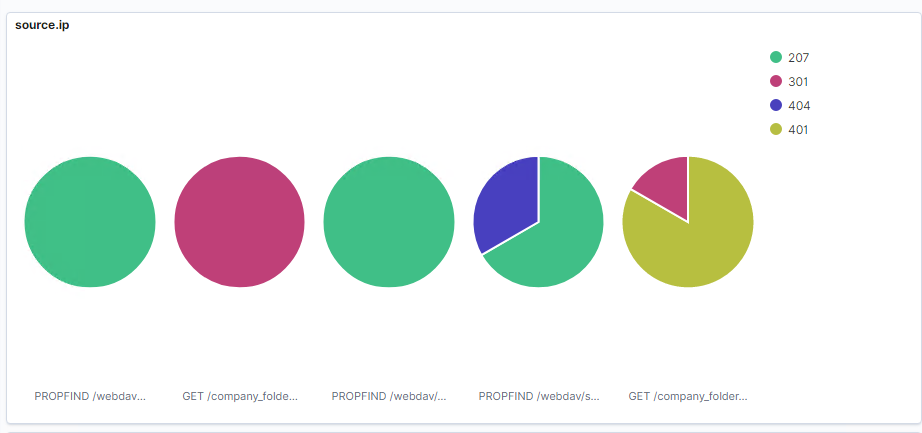 source.ip
207
301
404
401
PROPFIND /webdav...
GET /company_folde...
PROPFIND /webdav/...
PROPFIND /webdav/s...
GET /company_folder...